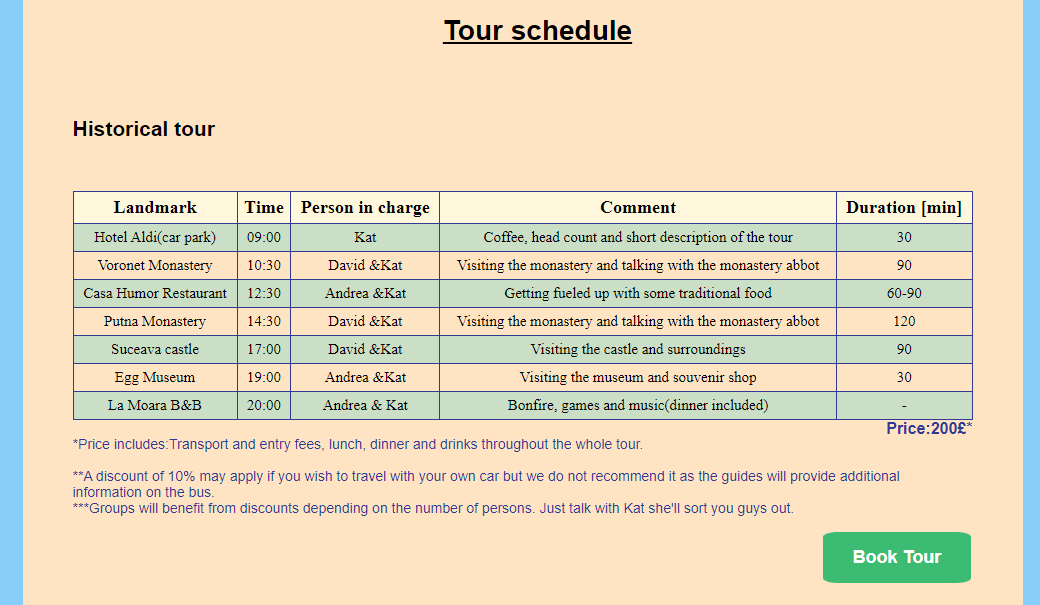 Tour schedule
Historical tour
Landmark Time Person in charge Comment Duration [min]
Hotel Aldi(car park) 09:00 Kat Coffee, head count and short description of the tour 30
Voronet Monastery 10:30 David &Kat Visiting the monastery and talking with the monastery abbot 90
Casa Humor Restaurant 12:30 Andrea &Kat Getting fueled up with some traditional food 60-90
Putna Monastery 14:30 David &Kat Visiting the monastery and talking with the monastery abbot 120
Suceava castle 17:00 David &Kat Visiting the castle and surroundings 90
Egg Museum 19:00 Andrea &Kat Visiting the museum and souvenir shop 30
La Moara B&B 20:00 Andrea & Kat Bonfire, games and music(dinner included) -
Price:200£*
*Price includes:Transport and entry fees, lunch, dinner and drinks throughout the whole tour.
**A discount of 10% may apply if you wish to travel with your own car but we do not recommend it as the guides will provide additional
information on the bus.
***Groups will benefit from discounts depending on the number of persons. Just talk with Kat she'll sort you guys out.
Book Tour